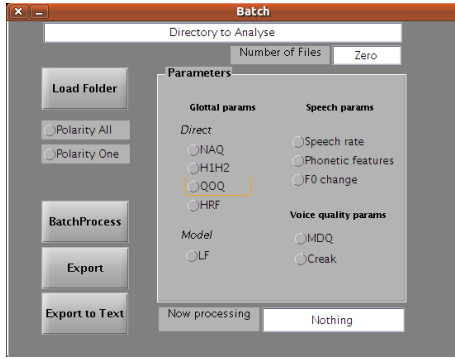 Batch
Directory to Analyse
Number of Files Zero
Load Folder
Polarity All
Polarity One
BatchProcess
Export
Export to Text
Parameters
Glottal params
Direct
NAQ
H1H2
QOQ
HRF
Model
LF
Speech params
Speech rate
Phonetic features
F0 change
Voice quality params
MDQ
Creak
Now processing Nothing